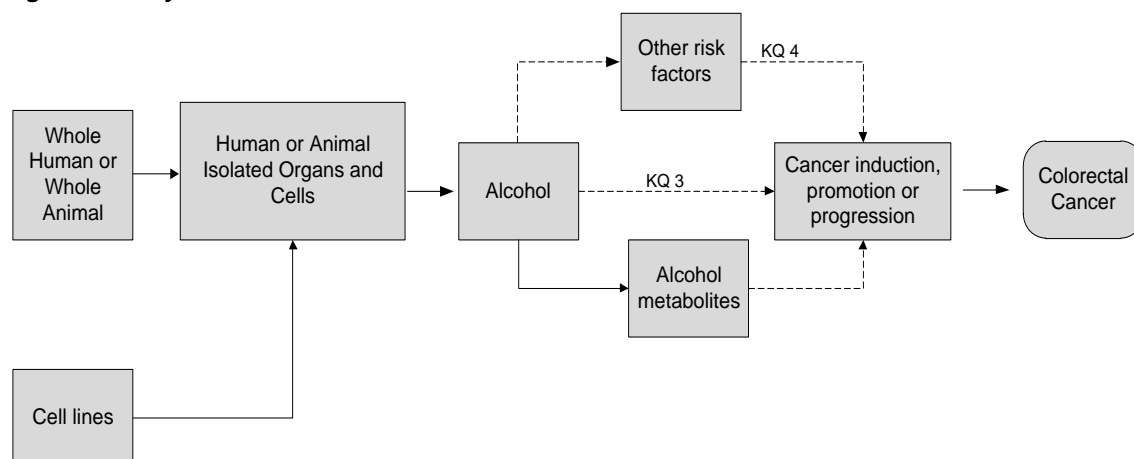 Other risk
factors
KQ 4
Whole
Human or
Whole
Animal
Human or Animal
Isolated Organs and
Cells
Alcohol
KQ 3
Cancer induction,
promotion or
progression
Colorectal
Cancer
Alcohol
metabolites
Cell lines